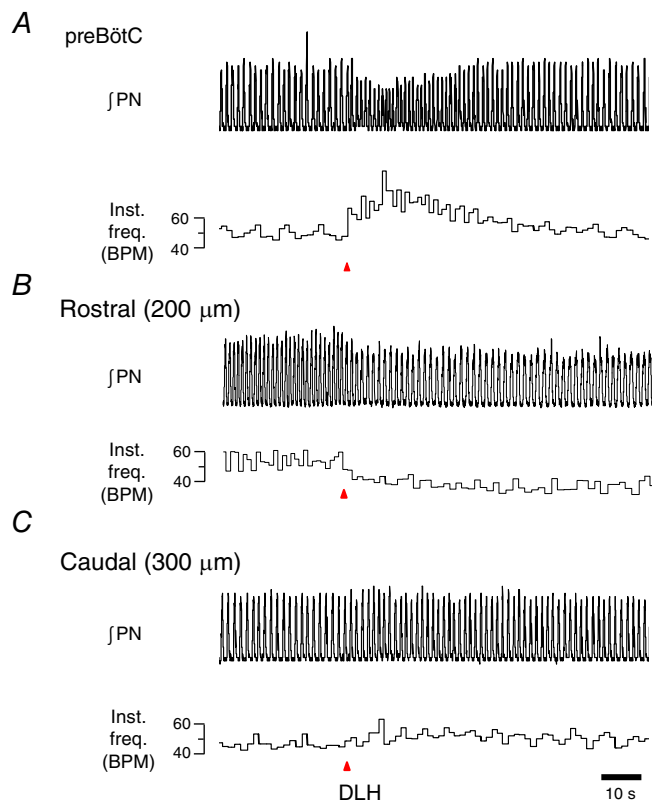 A
preBötC
∫PN
Inst.
freq.
(BPM)
60
40
B
Rostral (200 μm)
∫PN
Inst.
freq.
(BPM)
60
40
C
Caudal (300 μm)
∫PN
Inst.
freq.
(BPM)
60
40
DLH
10 s